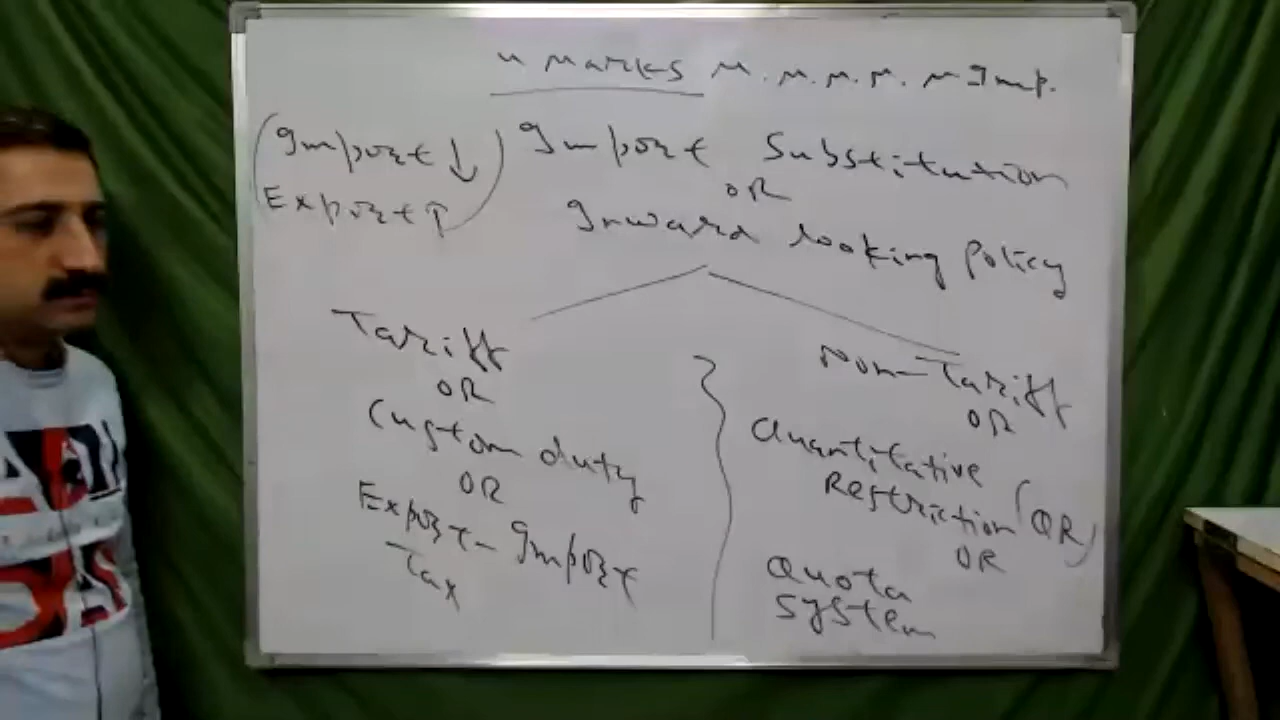 4 marks M. M. M. M. M Imp.
(Import ↓
Export ↑)
Import Substitution
OR
Inward looking Policy
Tariff
OR
Custom duty
OR
Export - Import
Tax
Non-Tariff
OR
Quantitative
Restriction (QR)
OR
Quota
System